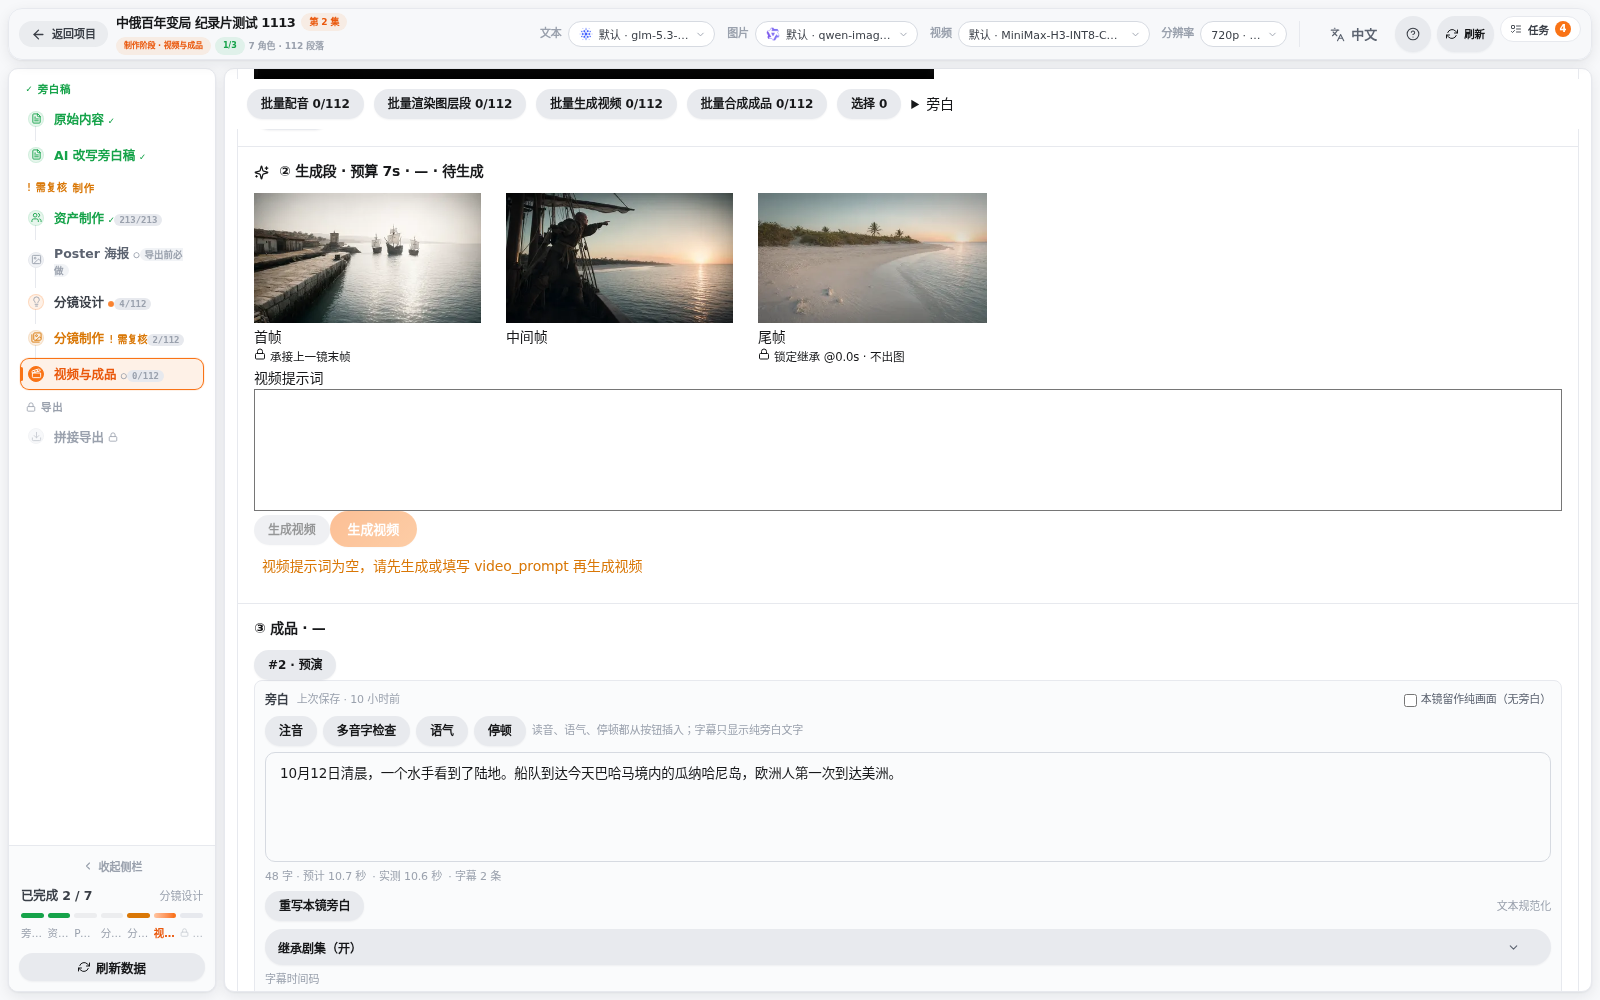 返回项目
中俄百年变局 纪录片测试 1113 第 2 集
制作阶段 · 视频与成品 1/3 7 角色 · 112 段落
文本 默认 · glm-5.3-...
图片 默认 · qwen-imag...
视频 默认 · MiniMax-H3-INT8-C...
分辨率 720p · ...
中文
刷新
任务 4
✓ 旁白稿
原始内容 ✓
AI 改写旁白稿 ✓
! 需复核 制作
资产制作 ✓ 213/213
Poster 海报 ○ 导出前必做
分镜设计 ● 4/112
分镜制作 ! 需复核 2/112
视频与成品 ○ 0/112
导出
拼接导出
收起侧栏
已完成 2 / 7 分镜设计
旁... 资... P... 分... 分... 视... ...
刷新数据
批量配音 0/112 批量渲染图层段 0/112 批量生成视频 0/112 批量合成成品 0/112 选择 0 ▶ 旁白
② 生成段 · 预算 7s · — · 待生成
首帧 中间帧 尾帧
承接上一镜末帧 锁定继承 @0.0s · 不出图
视频提示词
生成视频 生成视频
视频提示词为空，请先生成或填写 video_prompt 再生成视频
③ 成品 · —
#2 · 预演
旁白 上次保存 · 10 小时前 本镜留作纯画面（无旁白）
注音 多音字检查 语气 停顿 读音、语气、停顿都从按钮插入；字幕只显示纯旁白文字
10月12日清晨，一个水手看到了陆地。船队到达今天巴哈马境内的瓜纳哈尼岛，欧洲人第一次到达美洲。
48 字 · 预计 10.7 秒 · 实测 10.6 秒 · 字幕 2 条
重写本镜旁白 文本规范化
继承剧集（开）
字幕时间码